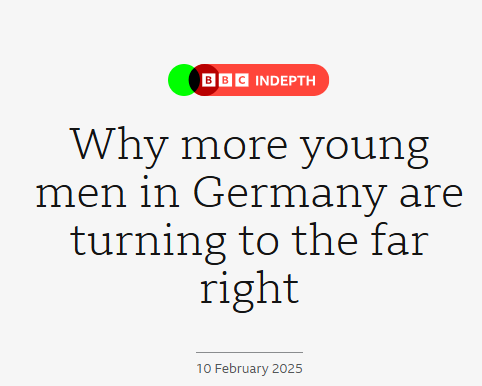 BBC INDEPTH
Why more young
men in Germany are
turning to the far
right
10 February 2025